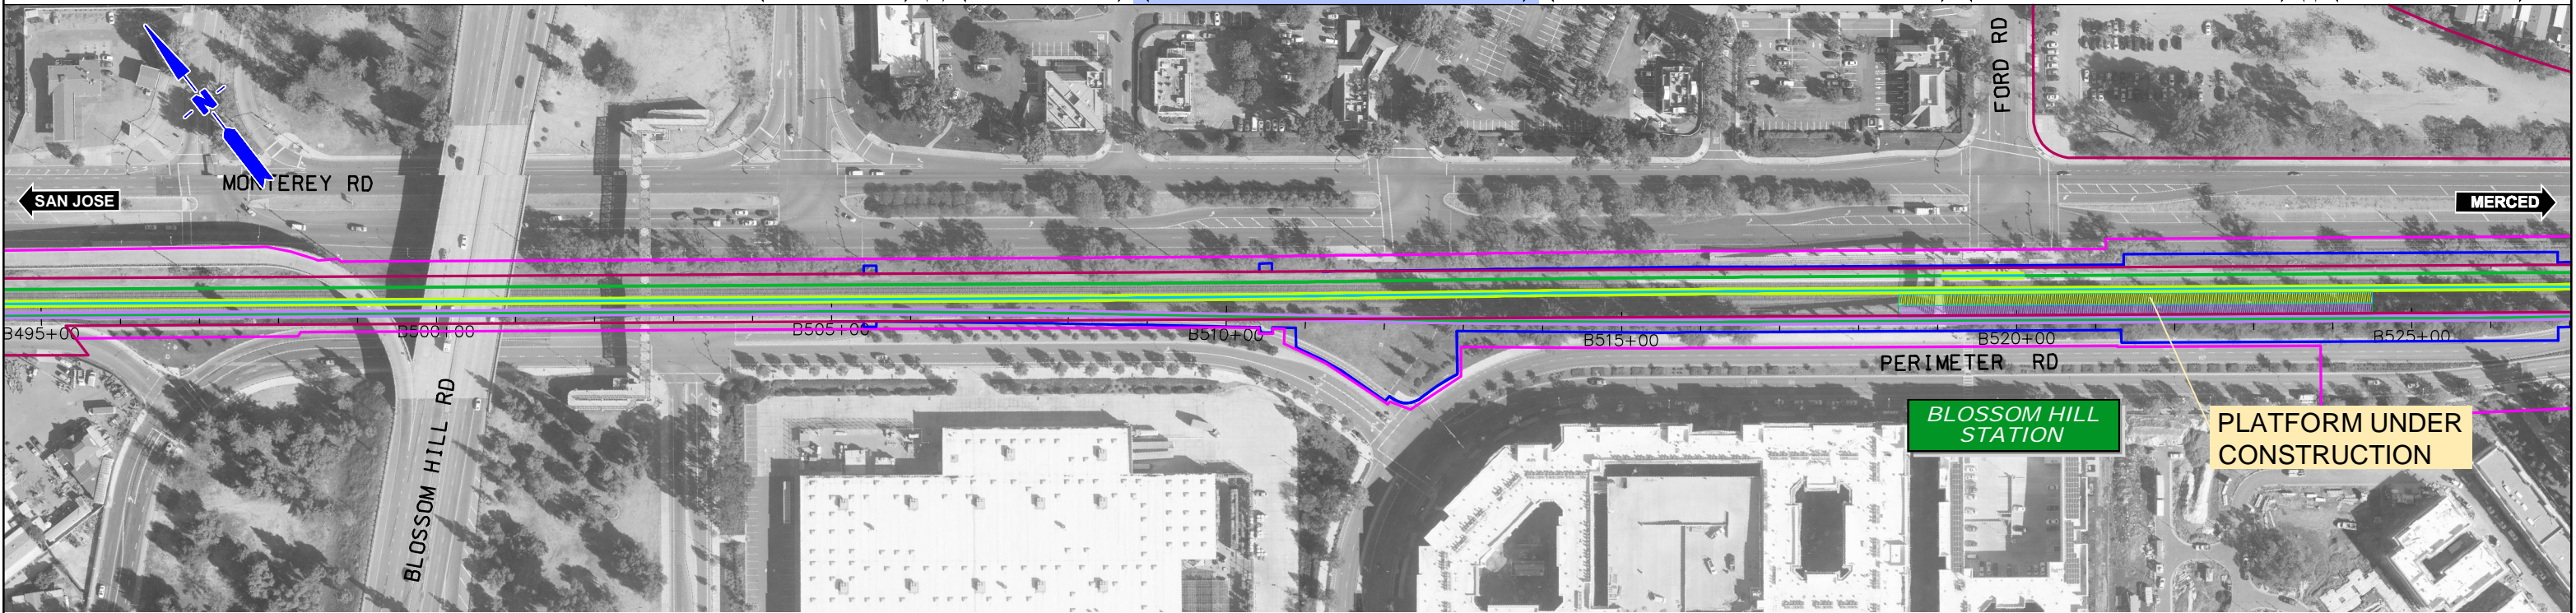 FORD RD
N
MONTEREY RD
SAN JOSE
MERCED
B495+00
B500+00
B505+00
B510+00
B515+00
B520+00
B525+00
PERIMETER RD
BLOSSOM HILL RD
BLOSSOM HILL
STATION
PLATFORM UNDER
CONSTRUCTION